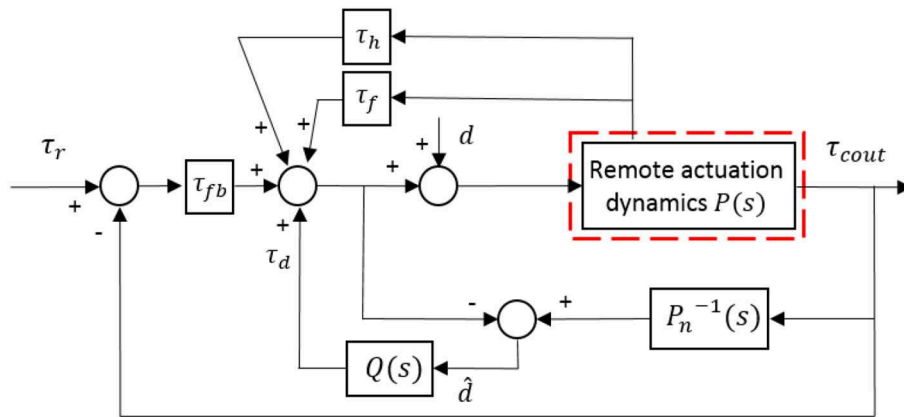 τ_h
+
+
τ_f
+
d
+
τ_r
+
-
τ_fb
+
+
τ_d
+
Remote actuation
dynamics P(s)
τ_cout
-
+
P_n^{-1}(s)
Q(s)
d̂